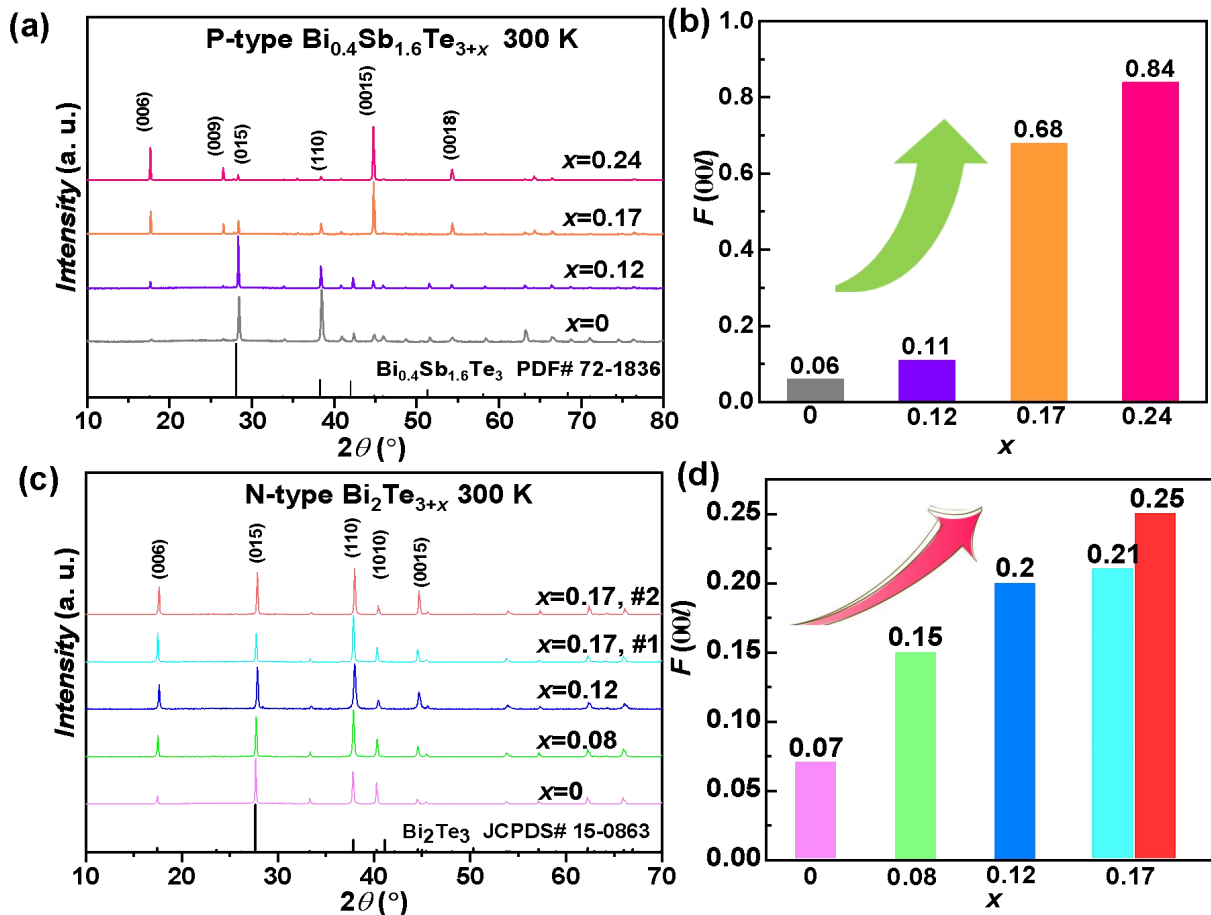 (a)
P-type Bi0.4Sb1.6Te3+x 300 K
(006)
(009)
(015)
(110)
(0015)
(0018)
x=0.24
x=0.17
x=0.12
x=0
Bi0.4Sb1.6Te3 PDF# 72-1836
Intensity (a. u.)
10 20 30 40 50 60 70 80
2θ (°)
(b)
F (00l)
1.0
0.8
0.6
0.4
0.2
0.0
0.06
0.11
0.68
0.84
0 0.12 0.17 0.24
x
(c)
N-type Bi2Te3+x 300 K
(006)
(015)
(110)
(1010)
(0015)
x=0.17, #2
x=0.17, #1
x=0.12
x=0.08
x=0
Bi2Te3 JCPDS# 15-0863
Intensity (a. u.)
10 20 30 40 50 60 70
2θ (°)
(d)
F (00l)
0.25
0.20
0.15
0.10
0.05
0.00
0.07
0.15
0.2
0.21
0.25
0 0.08 0.12 0.17
x